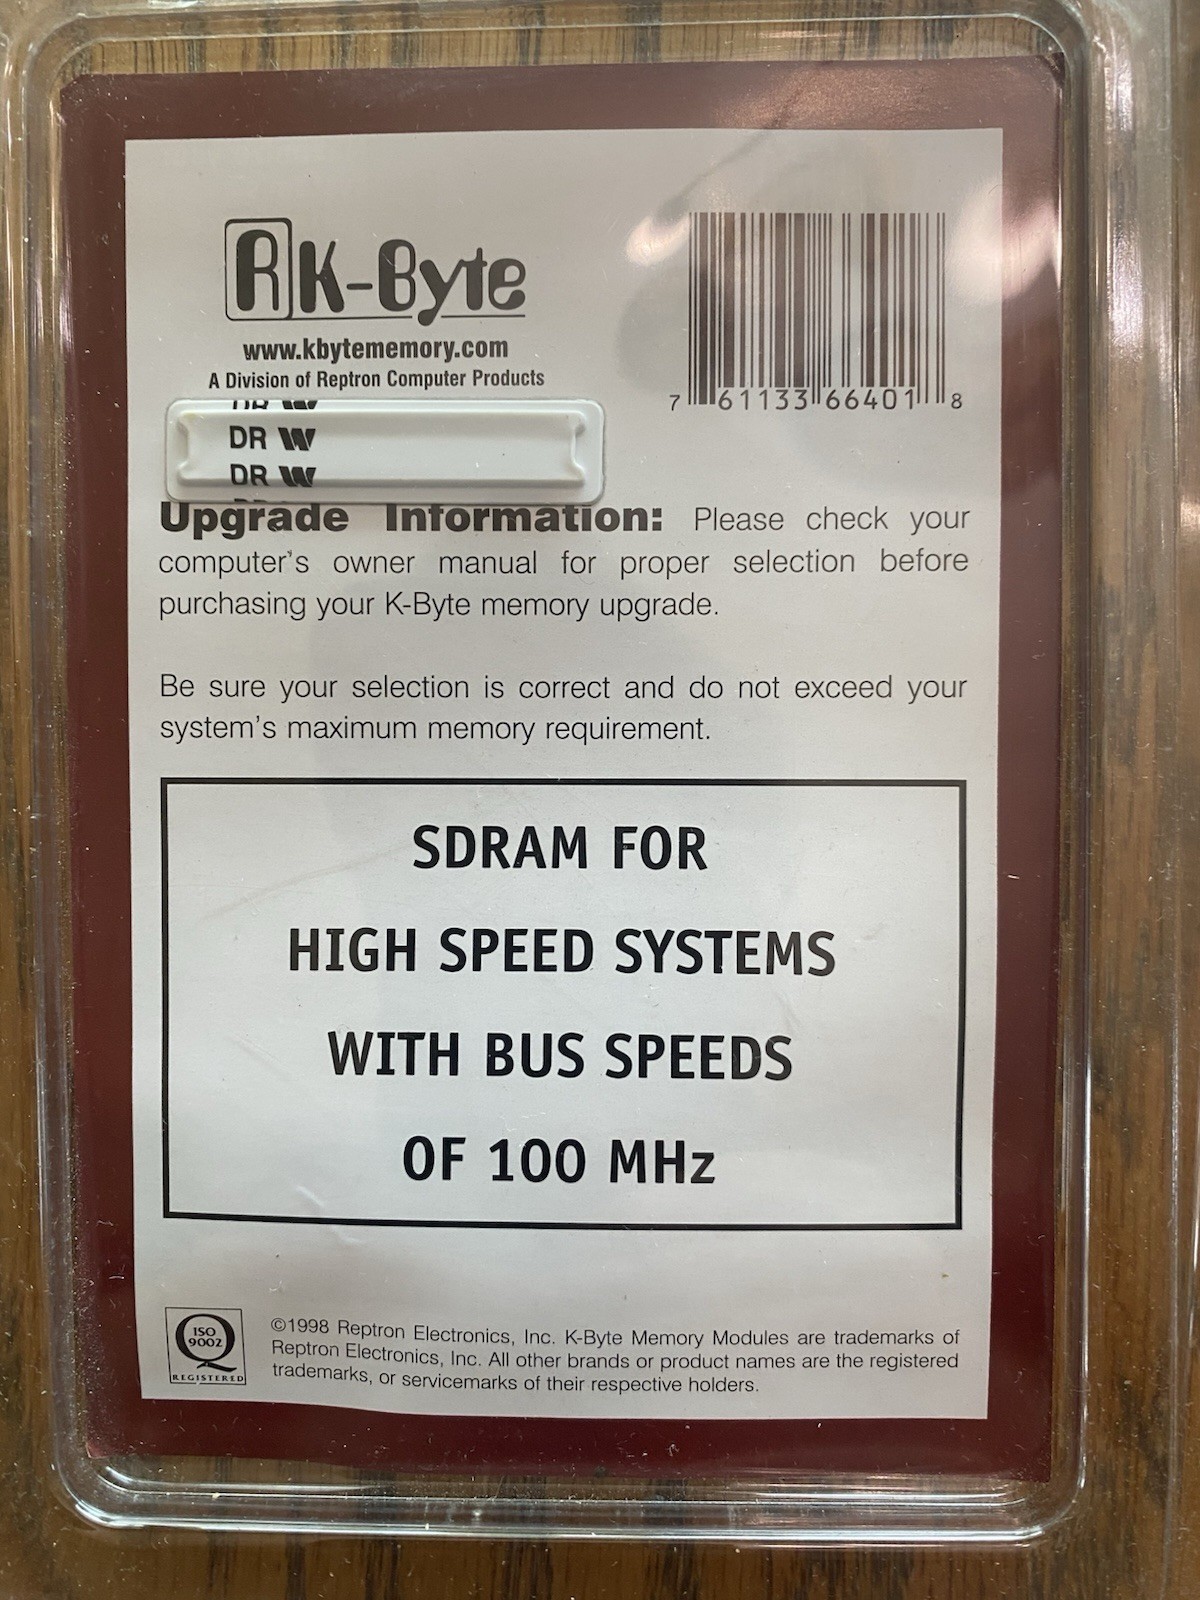 RK-Byte
www.kbytememory.com
A Division of Reptron Computer Products
7 61133 66401 8
DR W
DR W
DR W
Upgrade Information: Please check your
computer's owner manual for proper selection before
purchasing your K-Byte memory upgrade.
Be sure your selection is correct and do not exceed your
system's maximum memory requirement.
SDRAM FOR
HIGH SPEED SYSTEMS
WITH BUS SPEEDS
OF 100 MHz
ISO
9002
Q
REGISTERED
©1998 Reptron Electronics, Inc. K-Byte Memory Modules are trademarks of
Reptron Electronics, Inc. All other brands or product names are the registered
trademarks, or servicemarks of their respective holders.